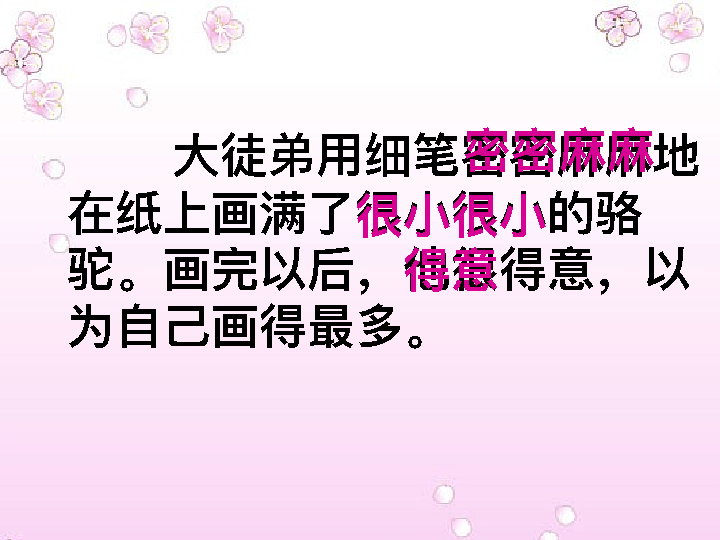 大徒弟用细笔密密麻麻地
在纸上画满了很小很小的骆
驼。画完以后，他得意，以
为自己画得最多。